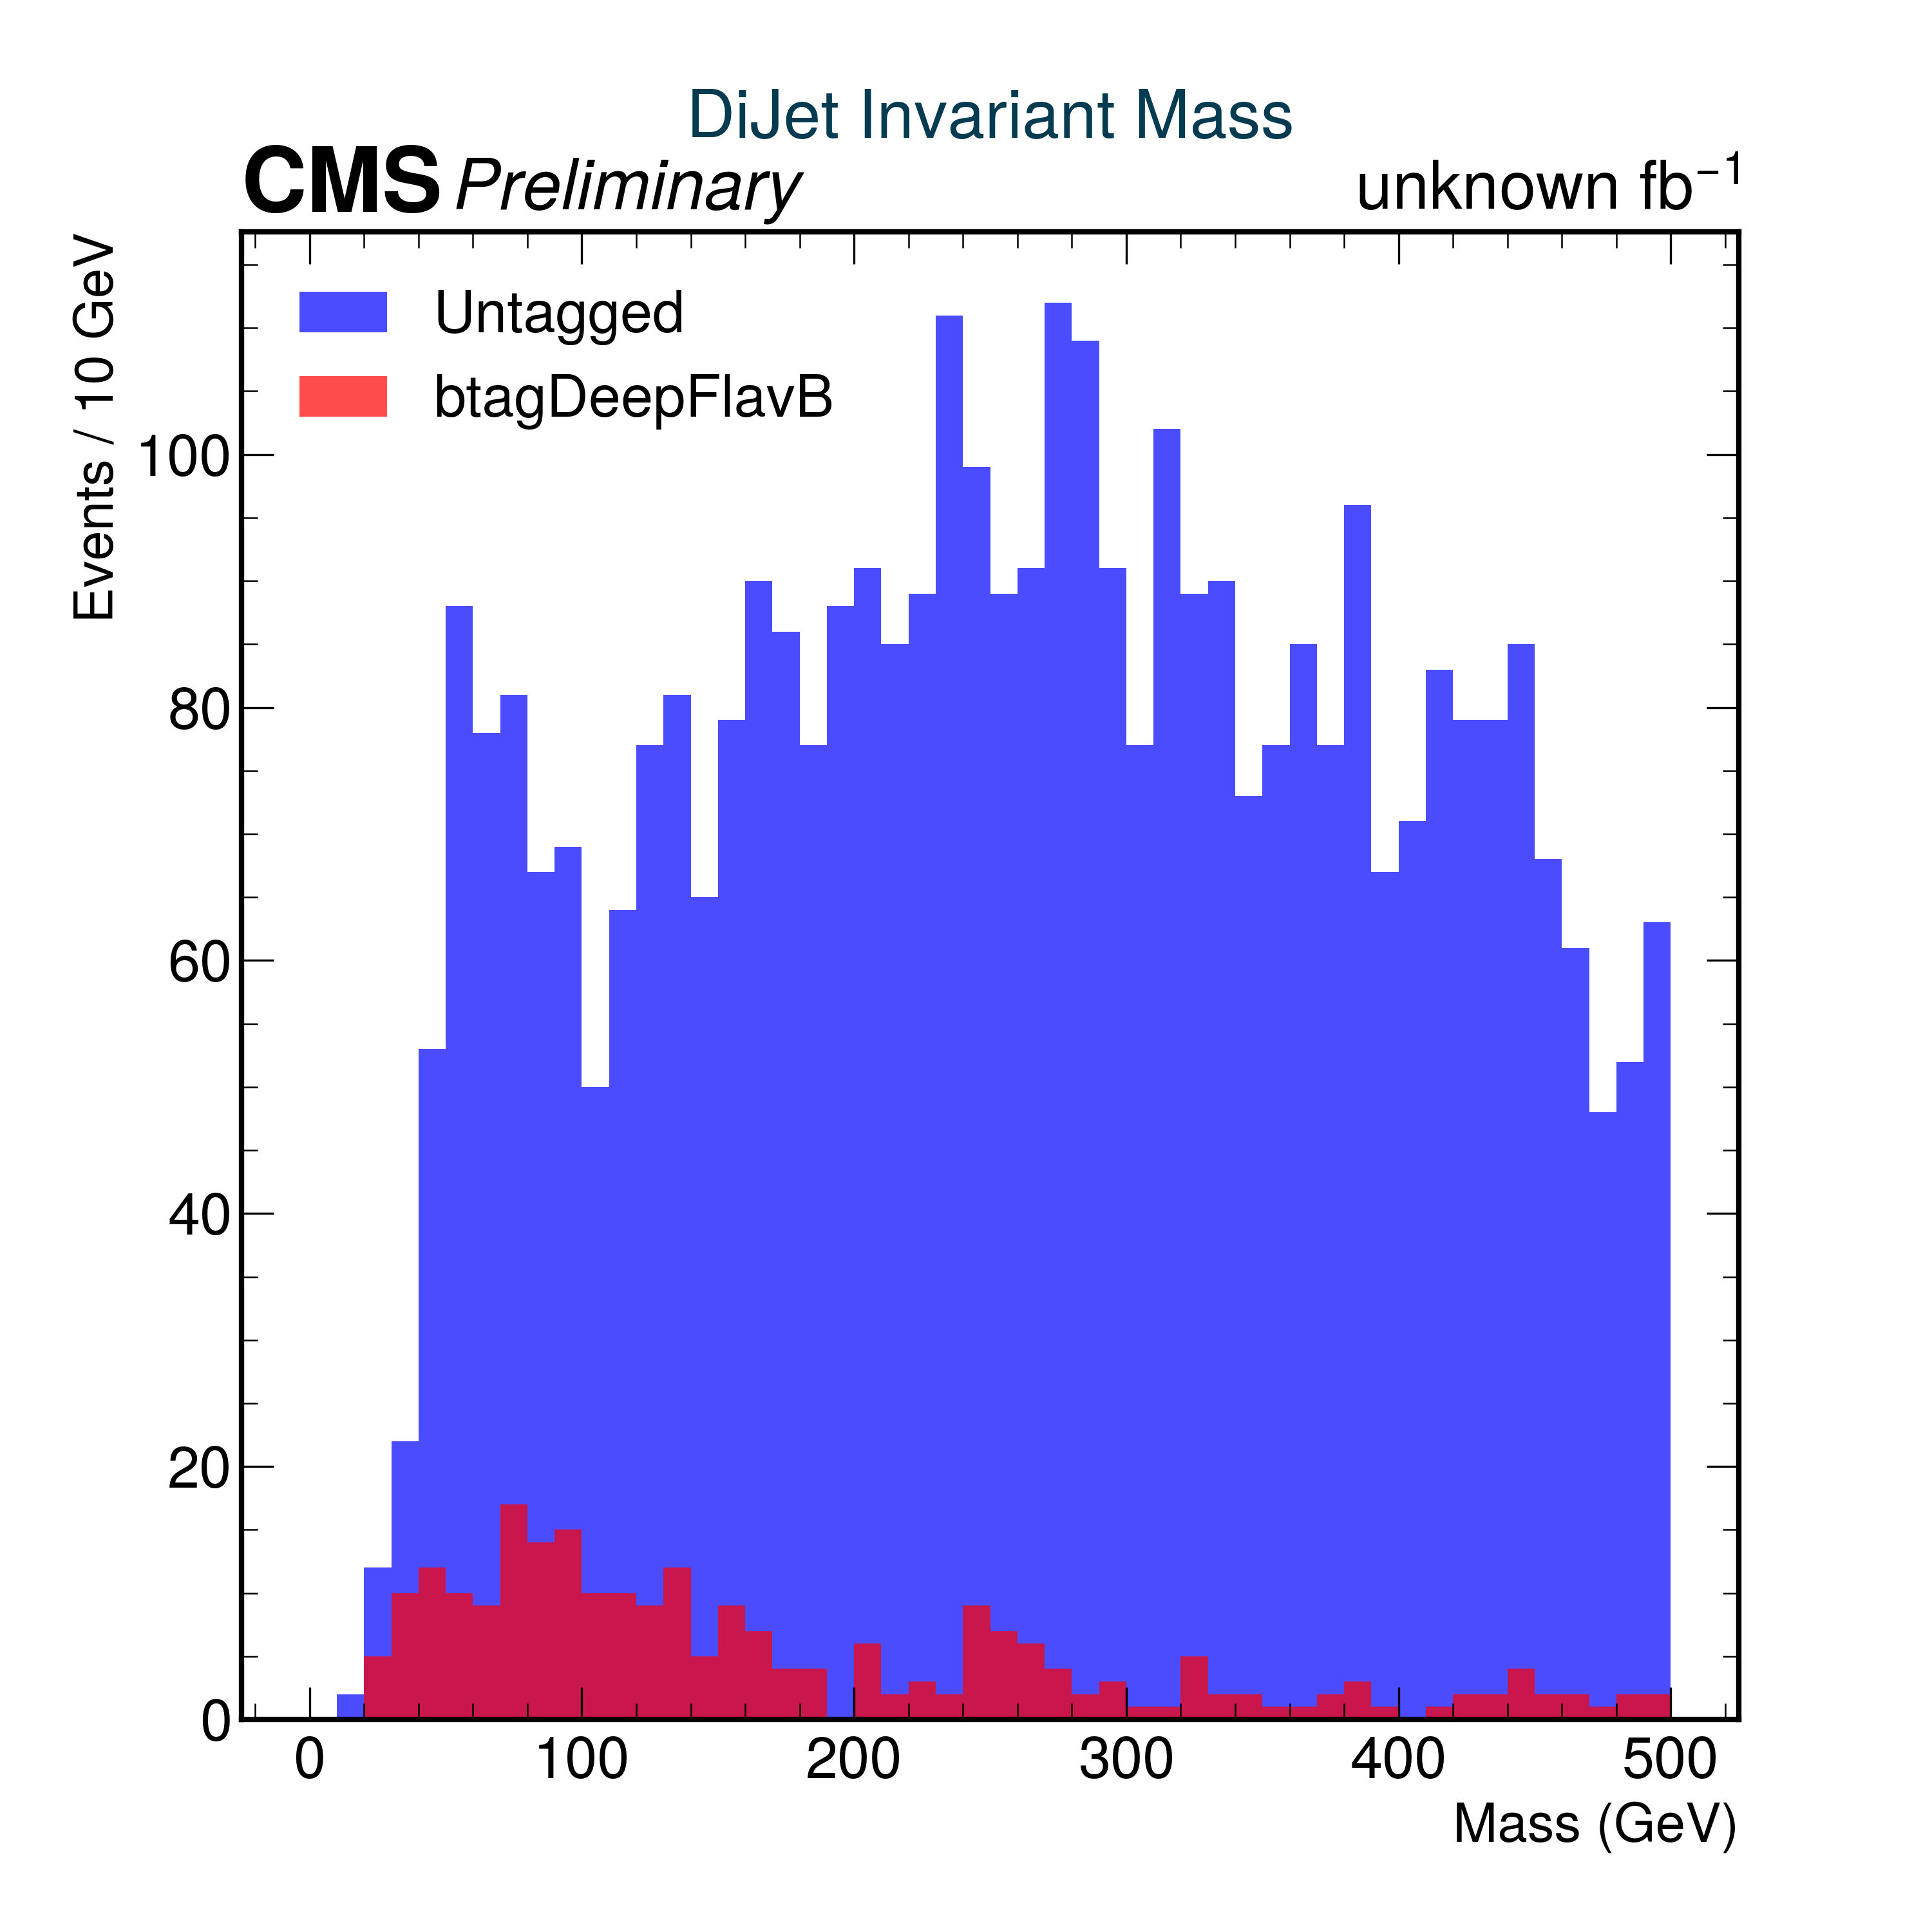 DiJet Invariant Mass
CMS Preliminary
unknown fb⁻¹
Events / 10 GeV
Untagged
btagDeepFlavB
100
80
60
40
20
0
0 100 200 300 400 500
Mass (GeV)